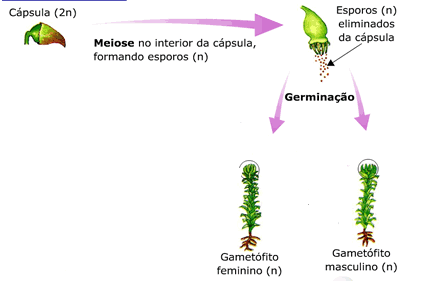 Cápsula (2n)
Meiose no interior da cápsula,
formando esporos (n)
Esporos (n)
eliminados
da cápsula
Germinação
Gametófito
feminino (n)
Gametófito
masculino (n)